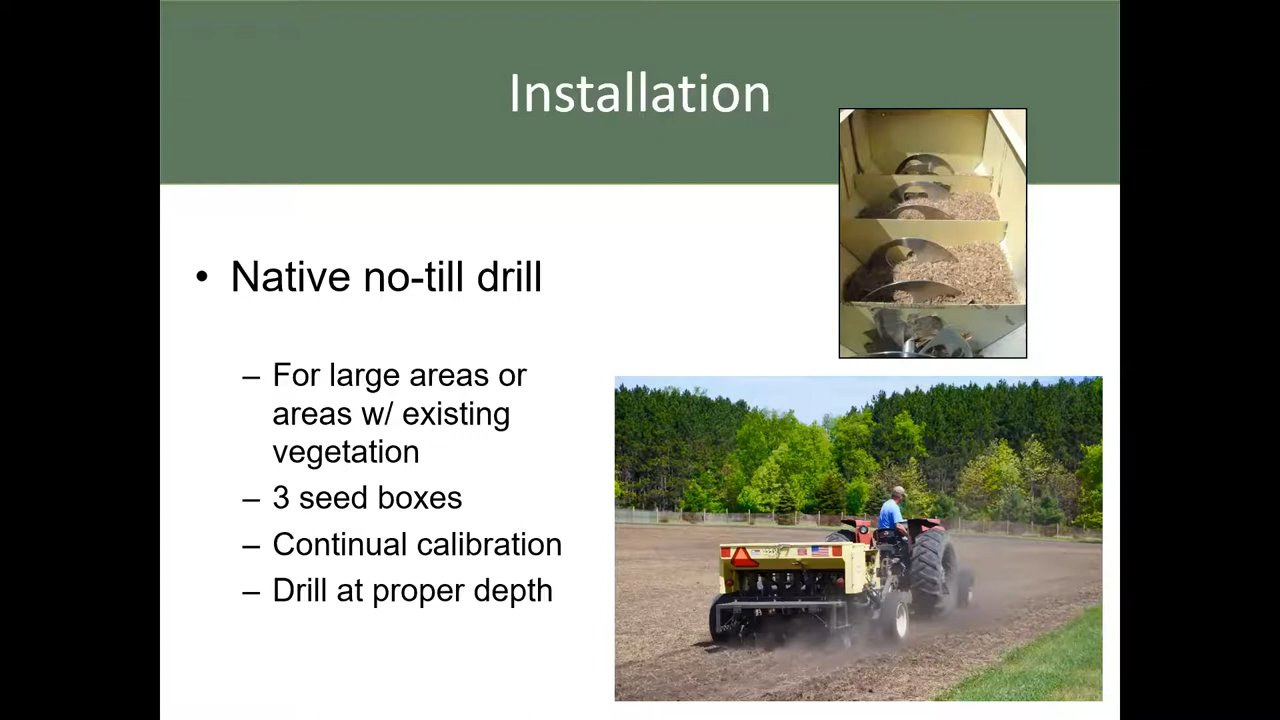 Installation
• Native no-till drill
– For large areas or
areas w/ existing
vegetation
– 3 seed boxes
– Continual calibration
– Drill at proper depth